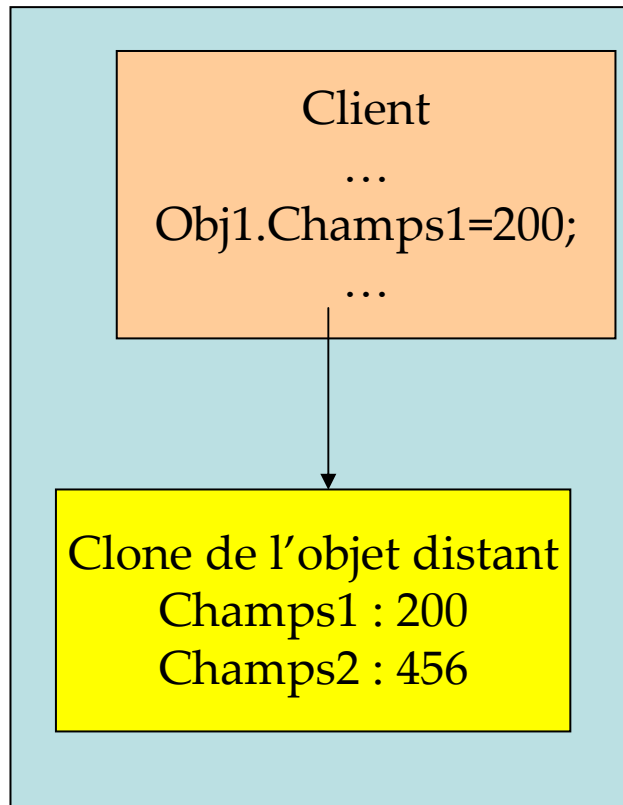 Client
…
Obj1.Champs1=200;
…
Clone de l’objet distant
Champs1 : 200
Champs2 : 456